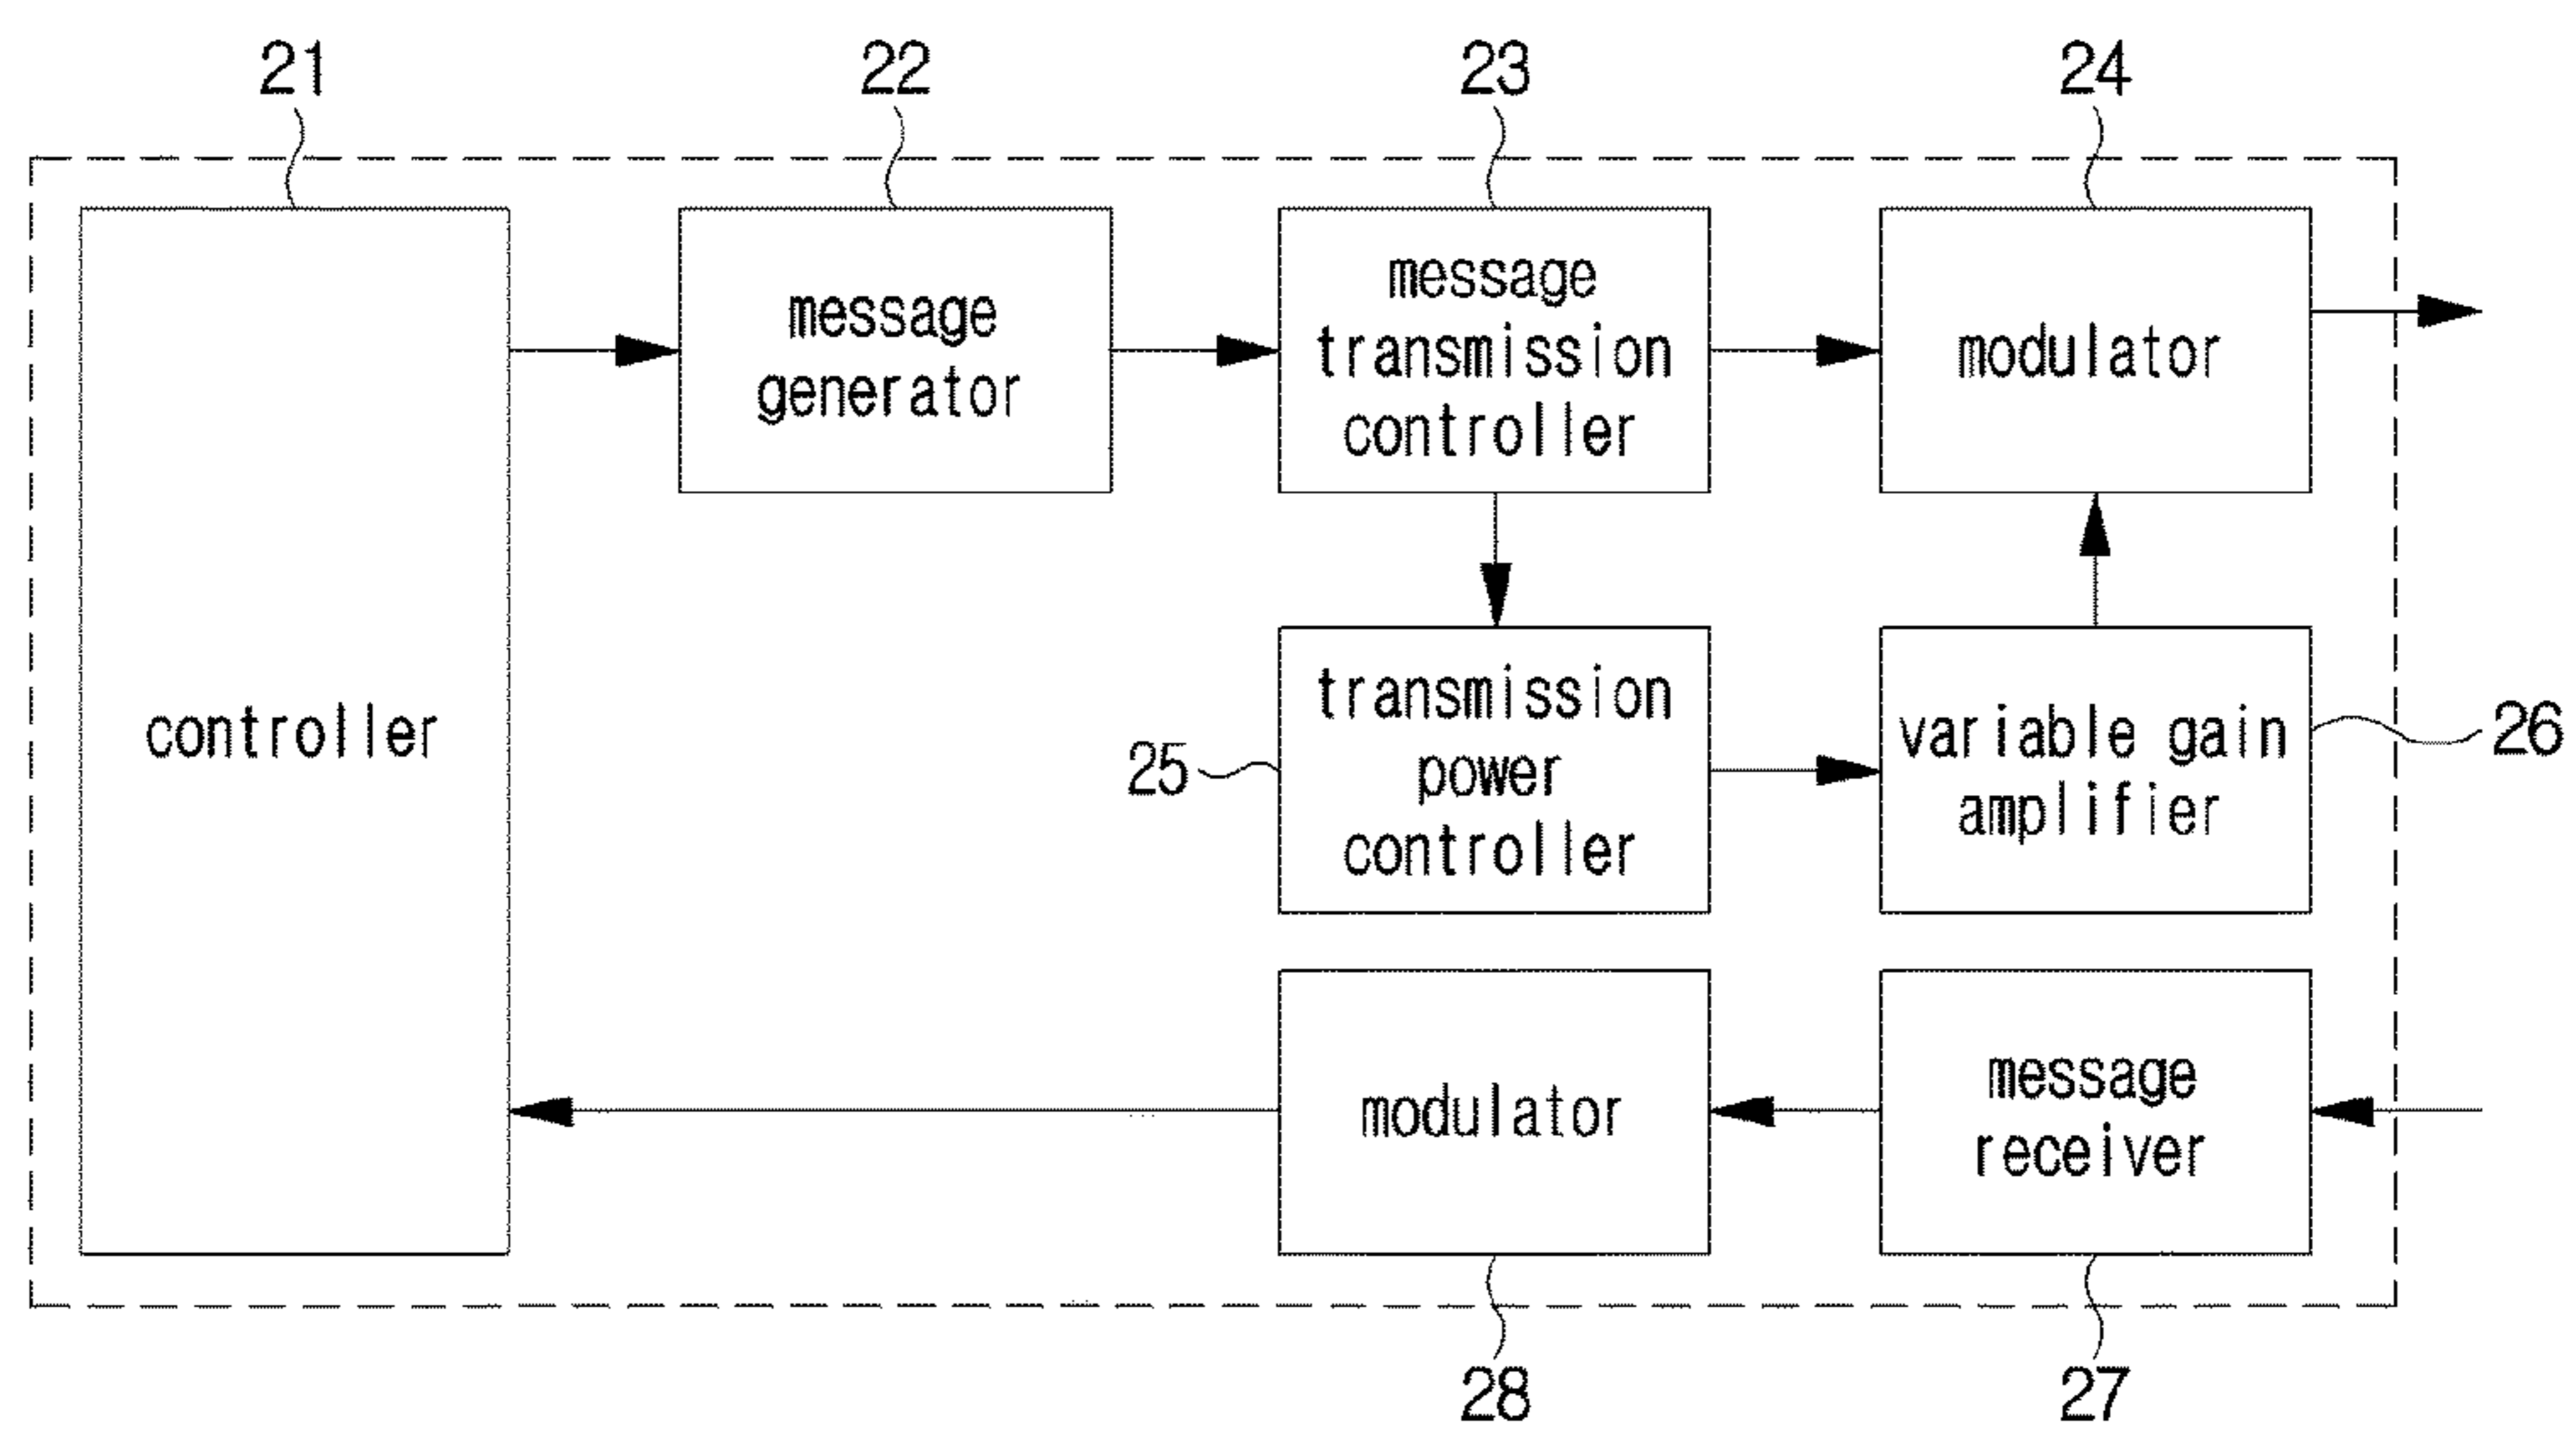 21
22
23
24
controller
message
generator
message
transmission
controller
modulator
25
transmission
power
controller
variable gain
amplifier
26
modulator
message
receiver
28
27